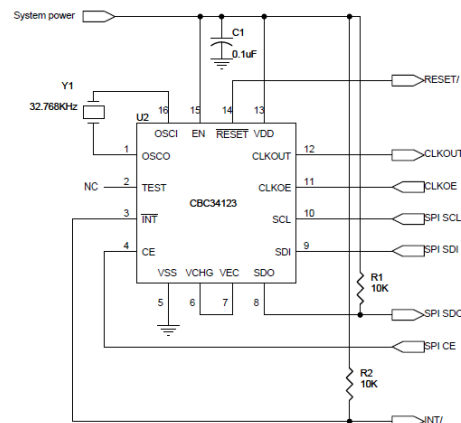 System power
C1
0.1uF
Y1
32.768KHz
16
15
14
13
RESET/
U2
OSCI
EN
RESET
VDD
1
OSCO
CLKOUT
12
CLKOUT
NC
2
TEST
CLKOE
11
CLKOE
CBC34123
3
INT
SCL
10
SPI SCL
4
CE
SDI
9
SPI SDI
VSS
VCHG
VEC
SDO
R1
10K
5
6
7
8
SPI SDO
SPI CE
R2
10K
INT/